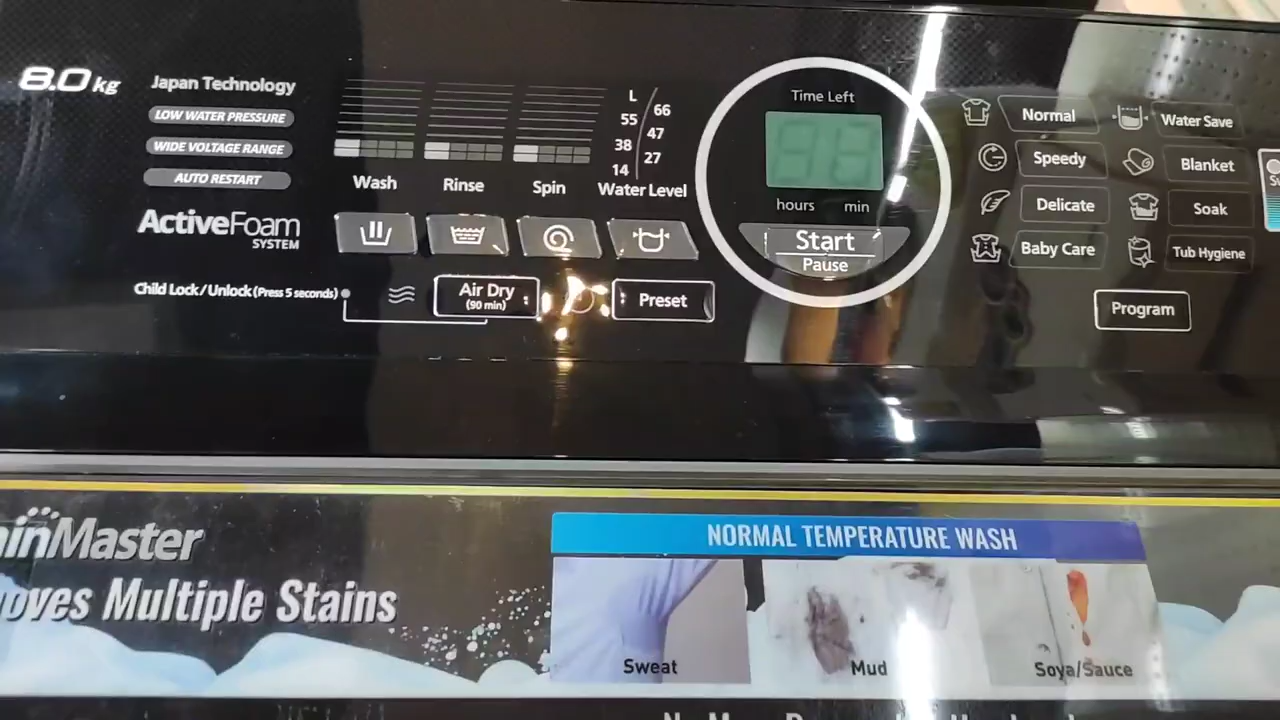 8.0 kg
Japan Technology
LOW WATER PRESSURE
WIDE VOLTAGE RANGE
AUTO RESTART
ActiveFoam
SYSTEM
Child Lock/Unlock (Press 5 seconds)
Wash
Rinse
Spin
L
66
55
47
38
27
14
Water Level
Air Dry
(90 min)
Preset
Time Left
hours min
Start
Pause
Normal
Speedy
Delicate
Baby Care
Water Save
Blanket
Soak
Tub Hygiene
Program
inMaster
oves Multiple Stains
NORMAL TEMPERATURE WASH
Sweat
Mud
Soya/Sauce